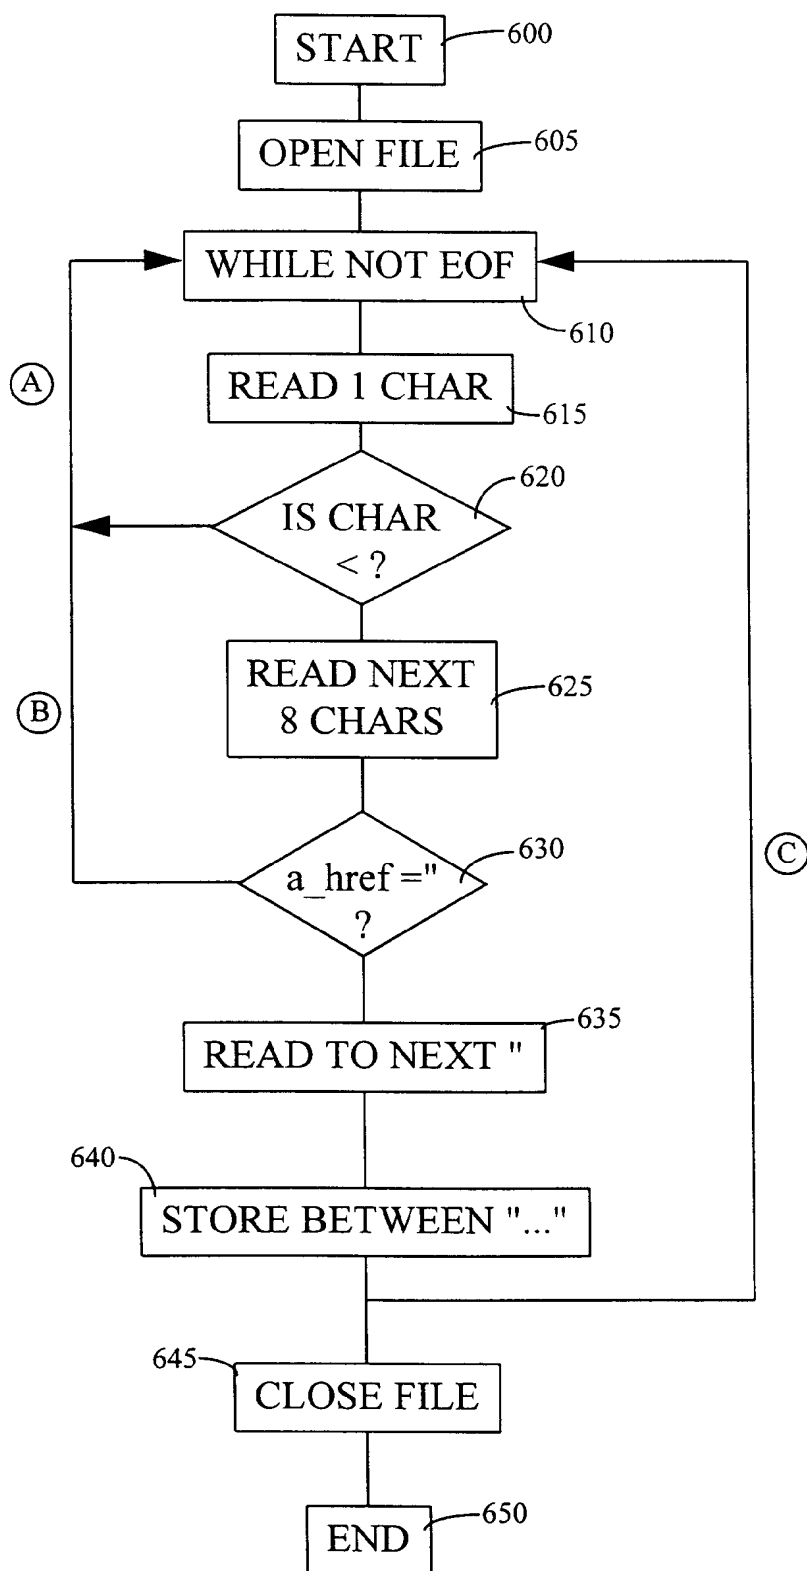 START
600
OPEN FILE
605
WHILE NOT EOF
610
A
READ 1 CHAR
615
IS CHAR
< ?
620
READ NEXT
8 CHARS
625
B
a_href ="
?
630
C
READ TO NEXT "
635
640
STORE BETWEEN "..."
645
CLOSE FILE
END
650